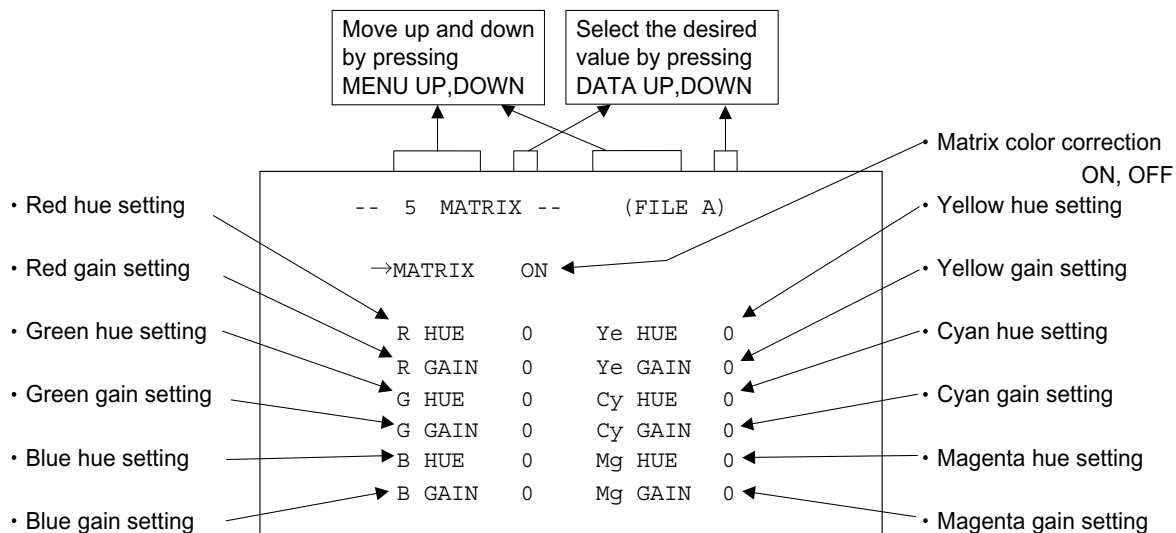 Move up and down
by pressing
MENU UP,DOWN
Select the desired
value by pressing
DATA UP,DOWN
・Matrix color correction
ON, OFF
-- 5 MATRIX -- (FILE A)
→MATRIX ON
・Red hue setting
・Red gain setting
・Green hue setting
・Green gain setting
・Blue hue setting
・Blue gain setting
R HUE 0 Ye HUE 0
R GAIN 0 Ye GAIN 0
G HUE 0 Cy HUE 0
G GAIN 0 Cy GAIN 0
B HUE 0 Mg HUE 0
B GAIN 0 Mg GAIN 0
・Yellow hue setting
・Yellow gain setting
・Cyan hue setting
・Cyan gain setting
・Magenta hue setting
・Magenta gain setting